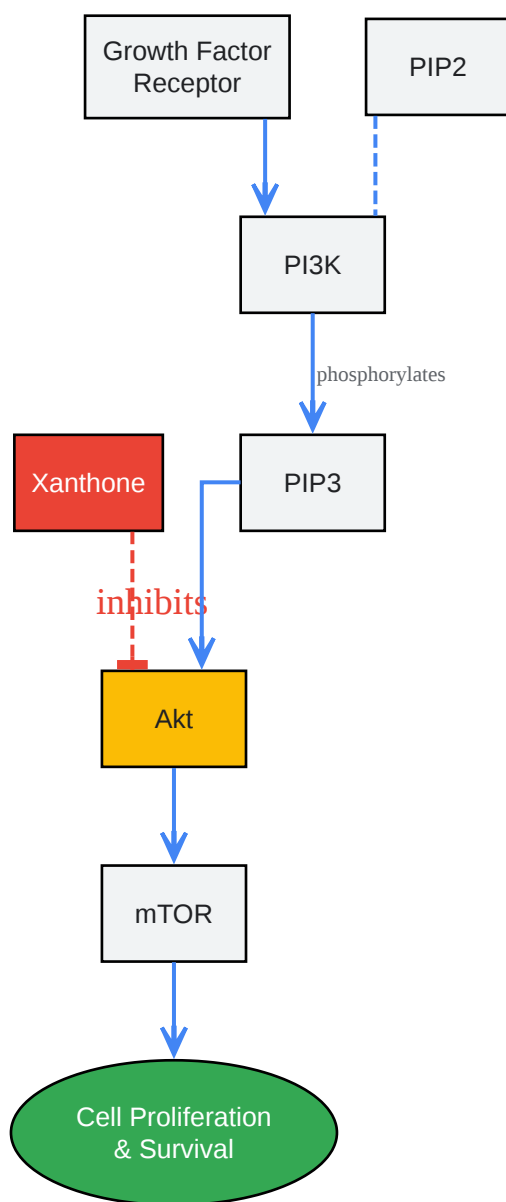 Growth Factor
Receptor
PIP2
PI3K
phosphorylates
Xanthone
PIP3
inhibits
Akt
mTOR
Cell Proliferation
& Survival